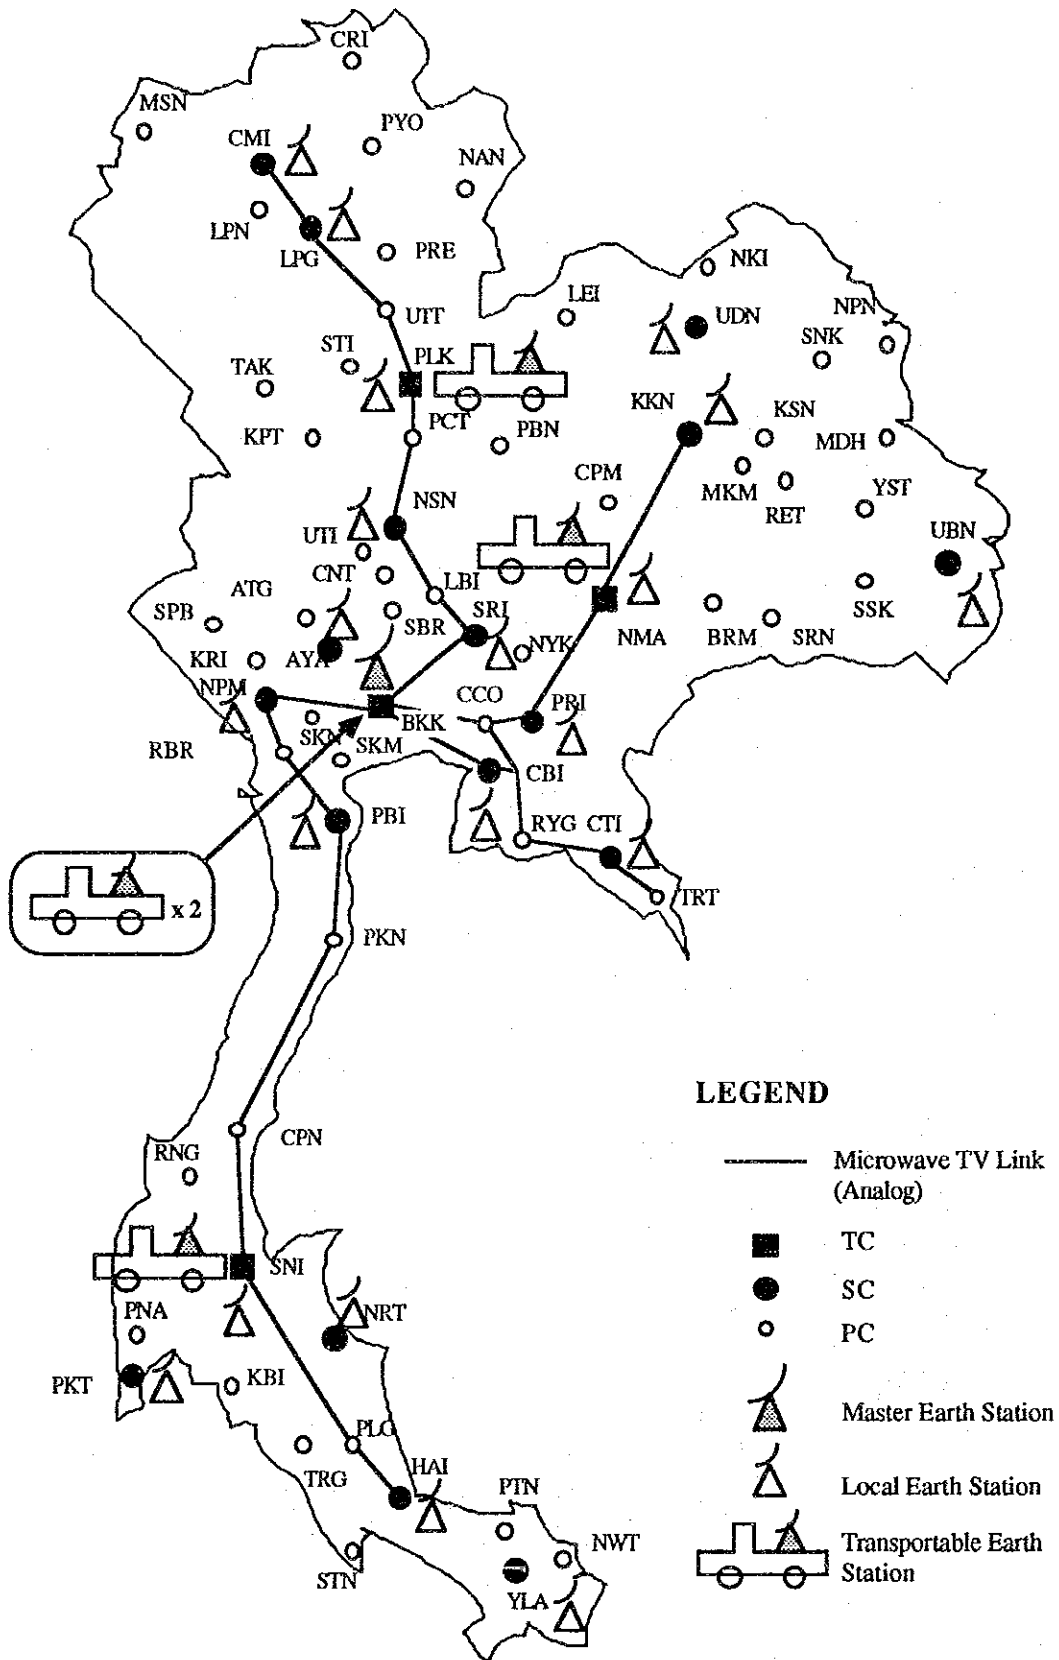 CRI
MSN
PYO
CMI
NAN
LPN
LPG
PRE
NKI
LEI
UTT
UDN
NPN
SNK
STI
PLK
TAK
KKN
KSN
PCT
PBN
KPT
MDH
CPM
MKM
YST
RET
NSN
UTI
UBN
CNT
LBI
ATG
SPB
SBR
SRI
SSK
NMA
BRM
SRN
NYK
KRI
AYA
NPM
CCO
PRI
BKK
SKN
SKM
RBR
CBI
PBI
RYG CTI
TRT
x 2
PKN
LEGEND
CPN
RNG
Microwave TV Link
(Analog)
TC
SNI
SC
PNA
NRT
PC
PKT
KBI
Master Earth Station
PLG
TRG
HAI
Local Earth Station
PTN
Transportable Earth
Station
NWT
STN
YLA